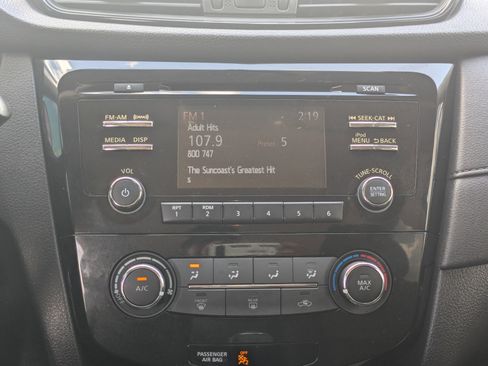 SCAN
FM-AM
SEEK·CAT
MEDIA DISP
iPod
MENU BACK
FM 1 2:19
Adult Hits
107.9 Preset 5
800 747
The Suncoast's Greatest Hit
s
VOL
TUNE·SCROLL
ENTER
SETTING
RPT RDM
1 2 3 4 5 6
A/C
MAX
A/C
FRONT REAR
PASSENGER
AIR BAG
OFF